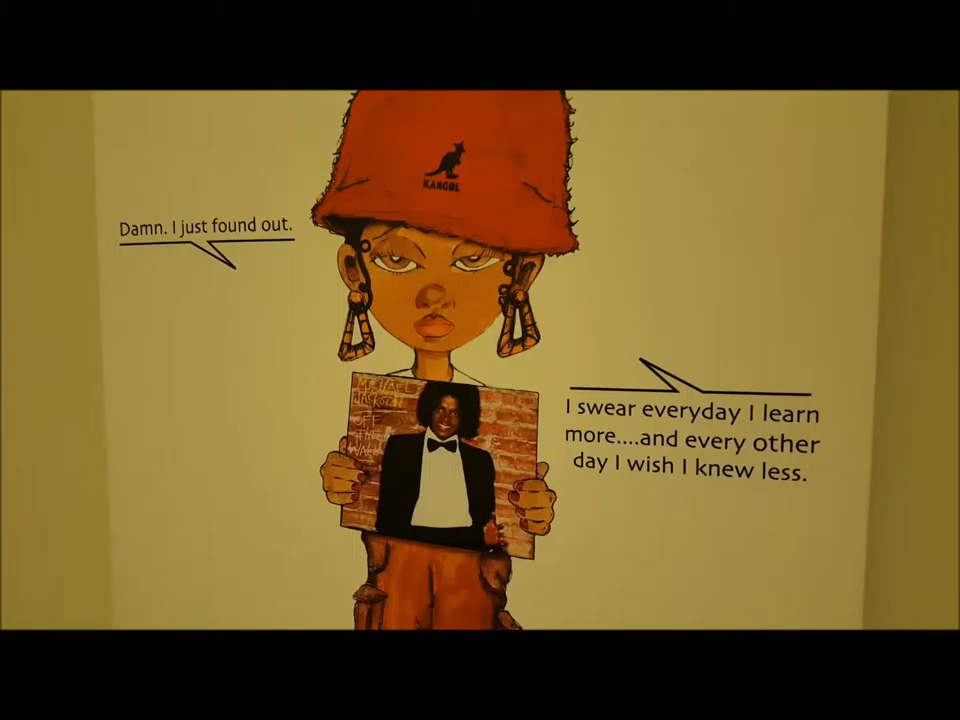 KANGOL
Damn. I just found out.
MICHAEL
JACKSON
OFF
THE
WALL
I swear everyday I learn
more....and every other
day I wish I knew less.